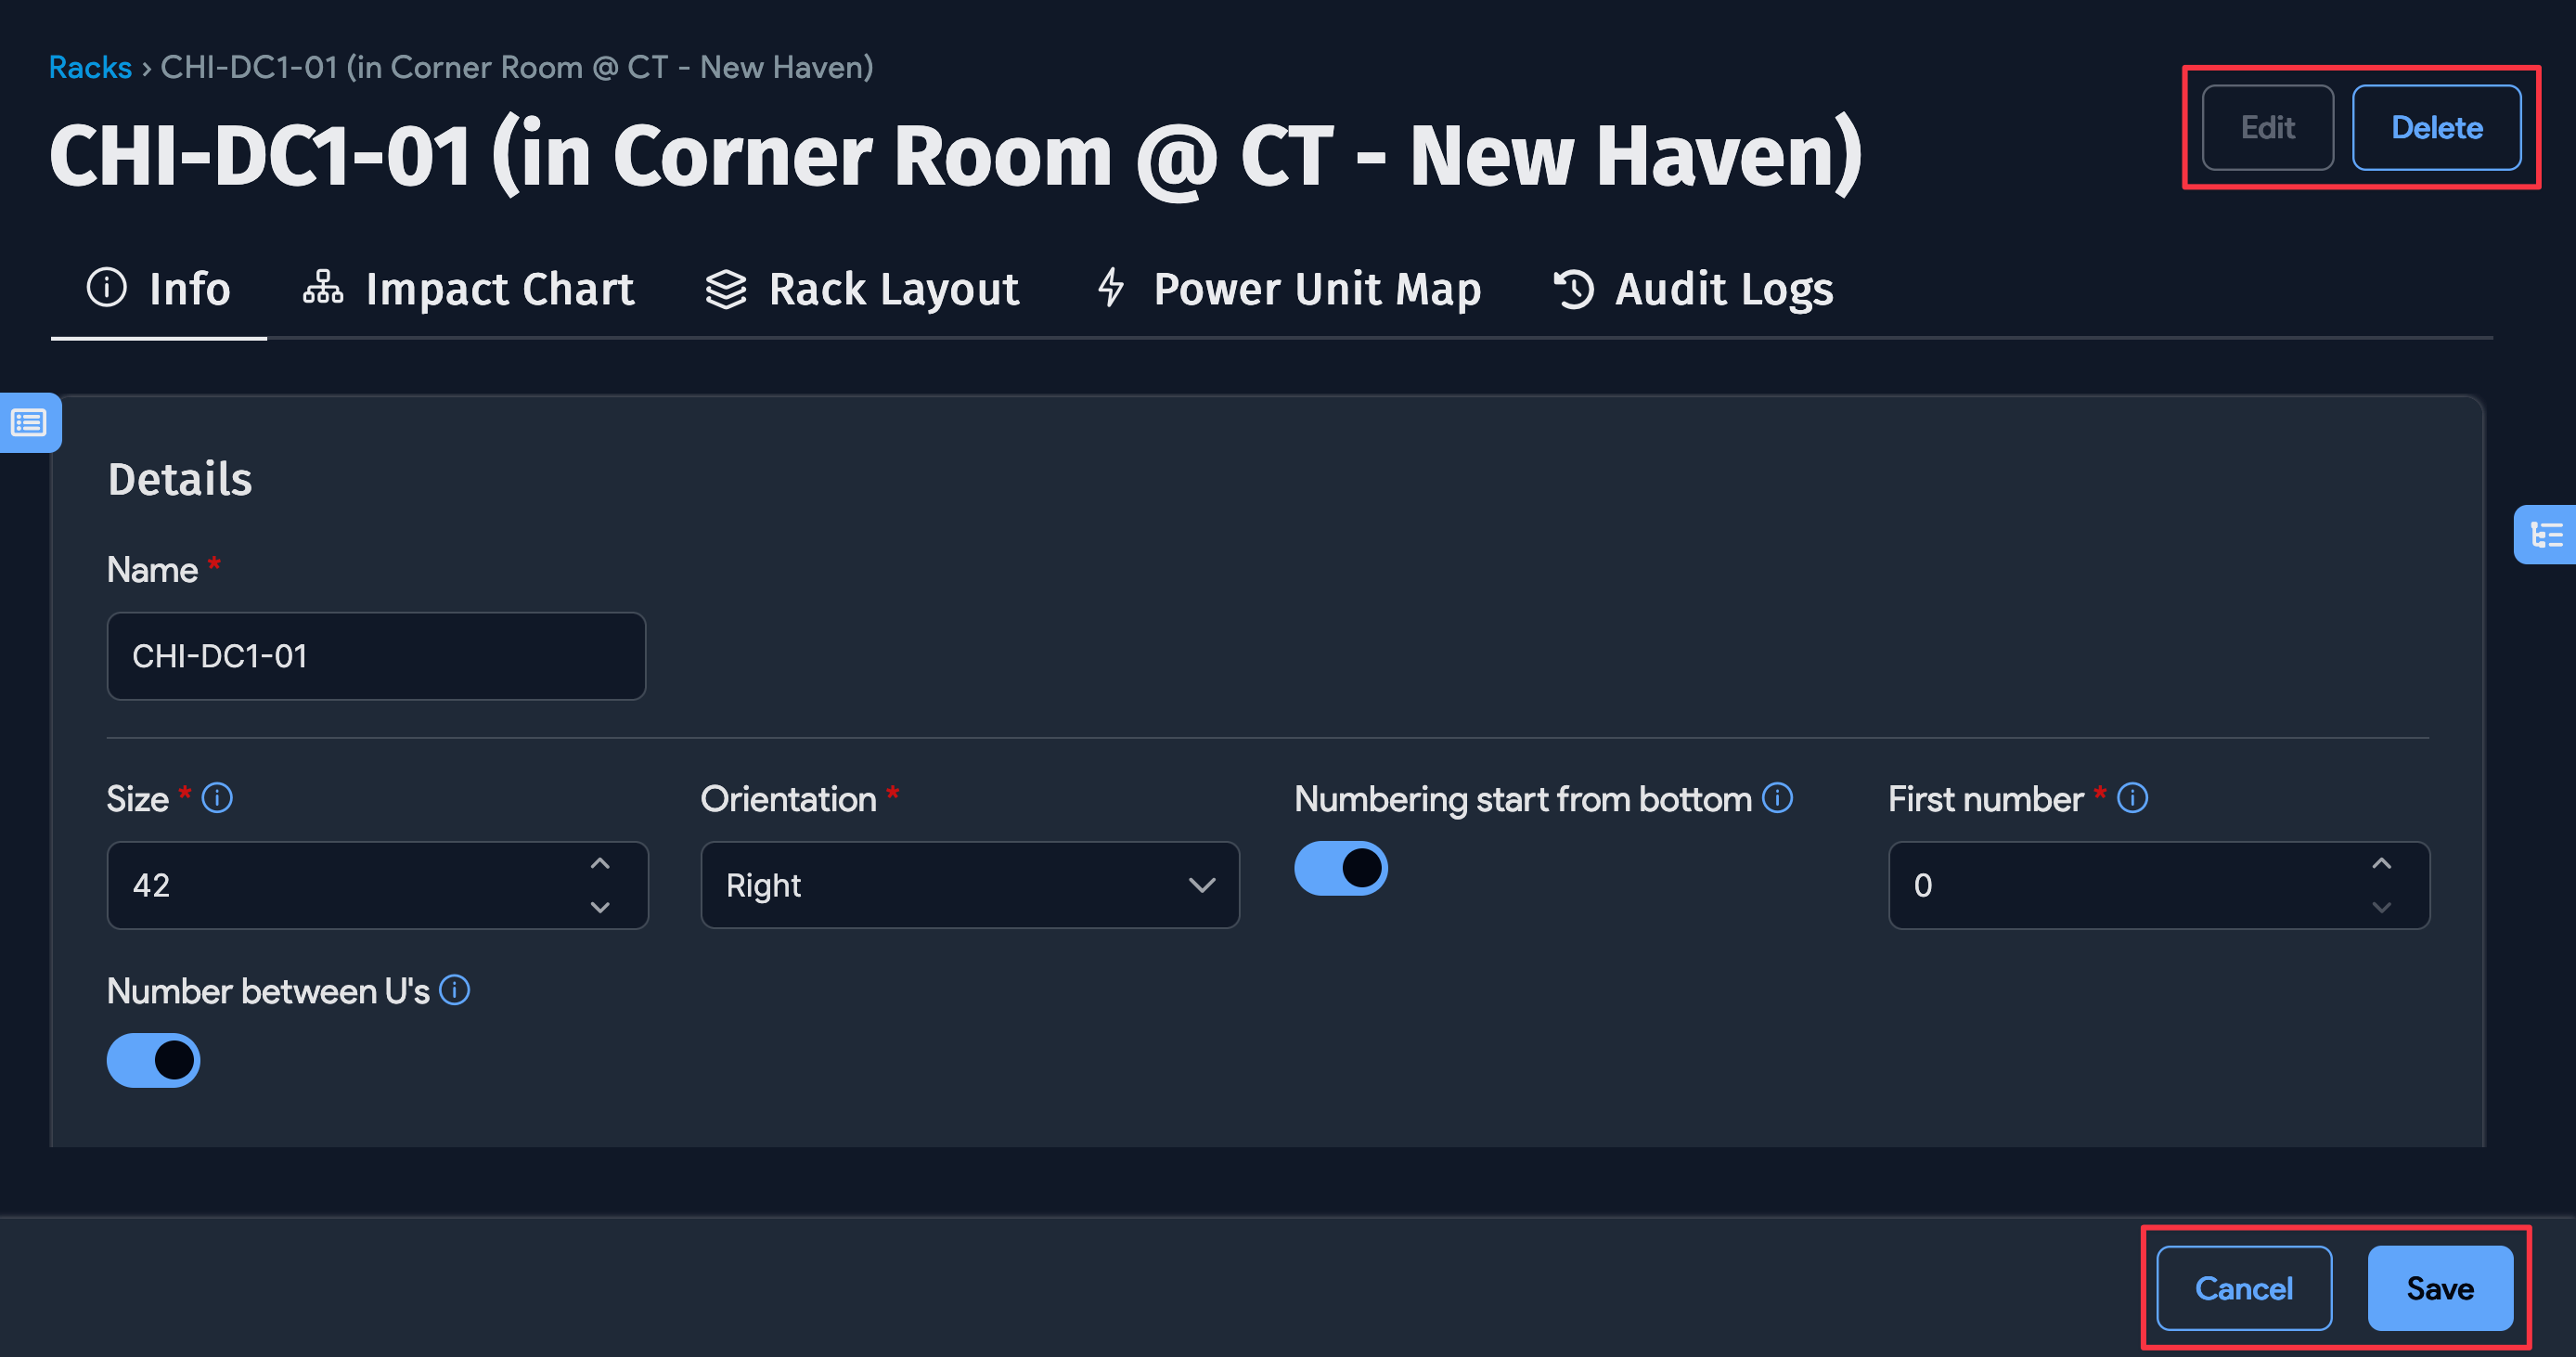 Racks › CHI-DC1-01 (in Corner Room @ CT - New Haven)
CHI-DC1-01 (in Corner Room @ CT - New Haven)
Edit
Delete
Info
Impact Chart
Rack Layout
Power Unit Map
Audit Logs
Details
Name *
CHI-DC1-01
Size *
Orientation *
Numbering start from bottom
First number *
42
Right
0
Number between U's
Cancel
Save